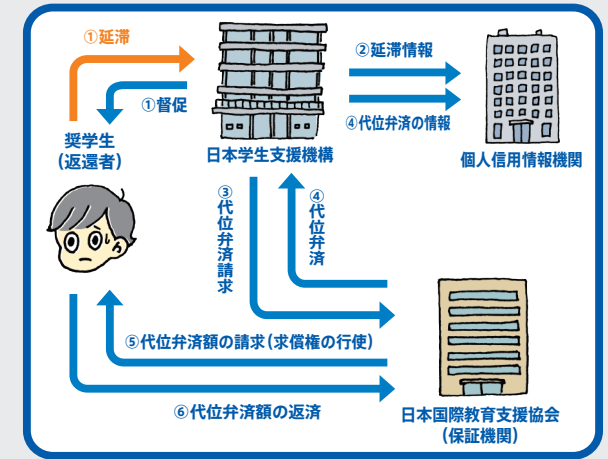 ①延滞
①督促
②延滞情報
④代位弁済の情報
奨学生
(返還者)
日本学生支援機構
個人信用情報機関
③代位弁済請求
④代位弁済
⑤代位弁済額の請求(求償権の行使)
⑥代位弁済額の返済
日本国際教育支援協会
(保証機関)